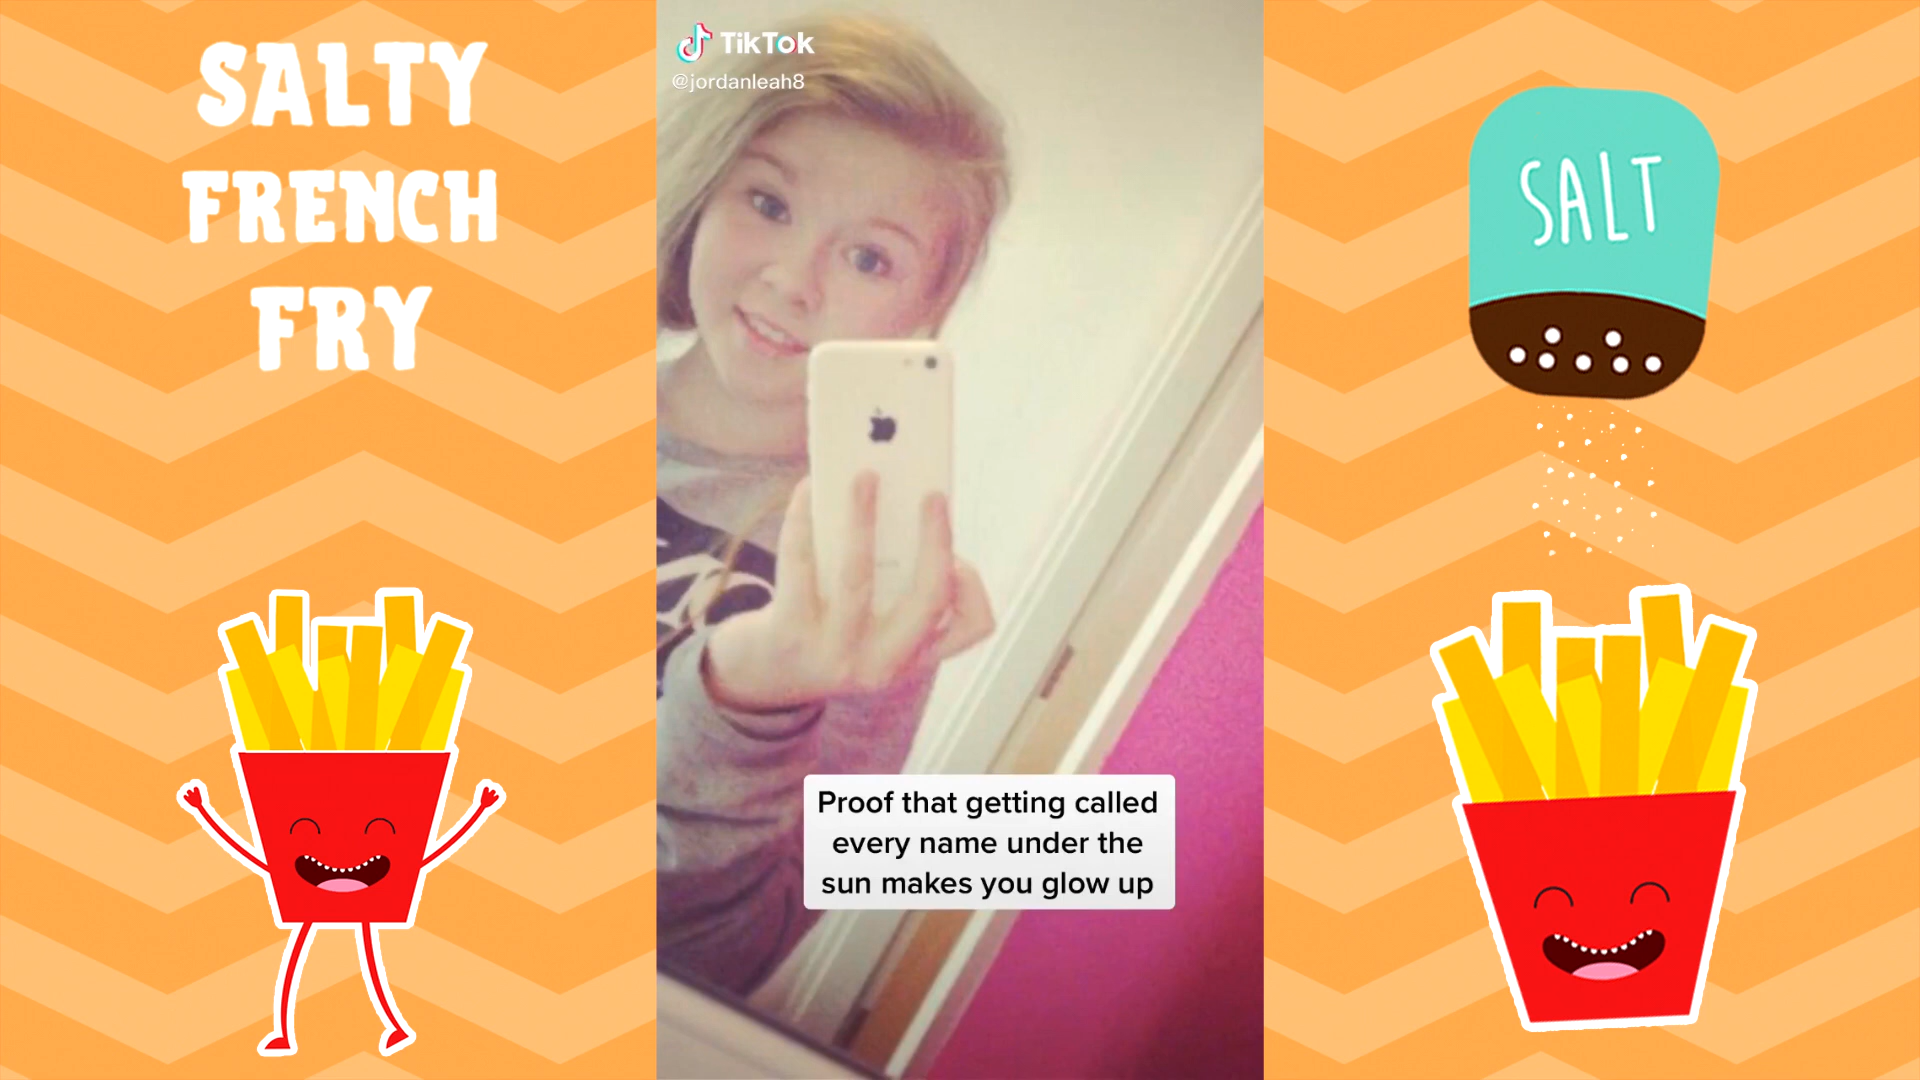 SALTY
FRENCH
FRY
TikTok
@jordanleah8
SALT
Proof that getting called
every name under the
sun makes you glow up